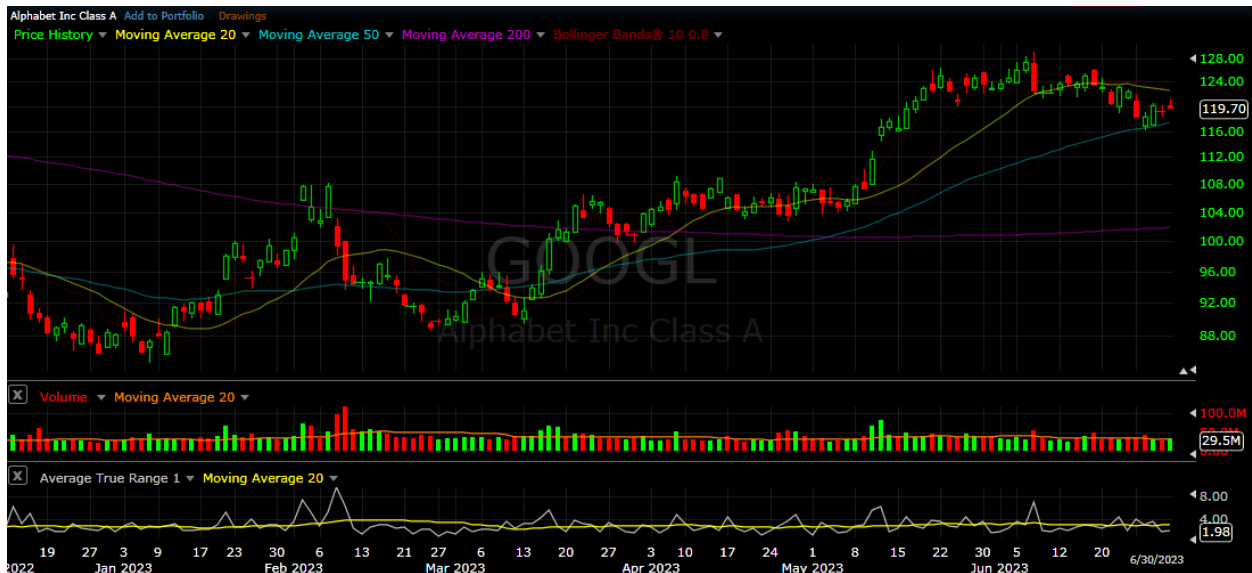 Alphabet Inc Class A Add to Portfolio Drawings
Price History Moving Average 20 Moving Average 50 Moving Average 200 Bollinger Bands® 10 0.8
128.00
124.00
119.70
116.00
112.00
108.00
104.00
100.00
96.00
92.00
88.00
GOOGL
Alphabet Inc Class A
X Volume Moving Average 20
100.0M
29.5M
X Average True Range 1 Moving Average 20
8.00
4.00
1.98
19 27 3 9 17 23 30 6 13 21 27 6 13 20 27 3 10 17 24 1 8 15 22 30 5 12 20 6/30/2023
2022 Jan 2023 Feb 2023 Mar 2023 Apr 2023 May 2023 Jun 2023